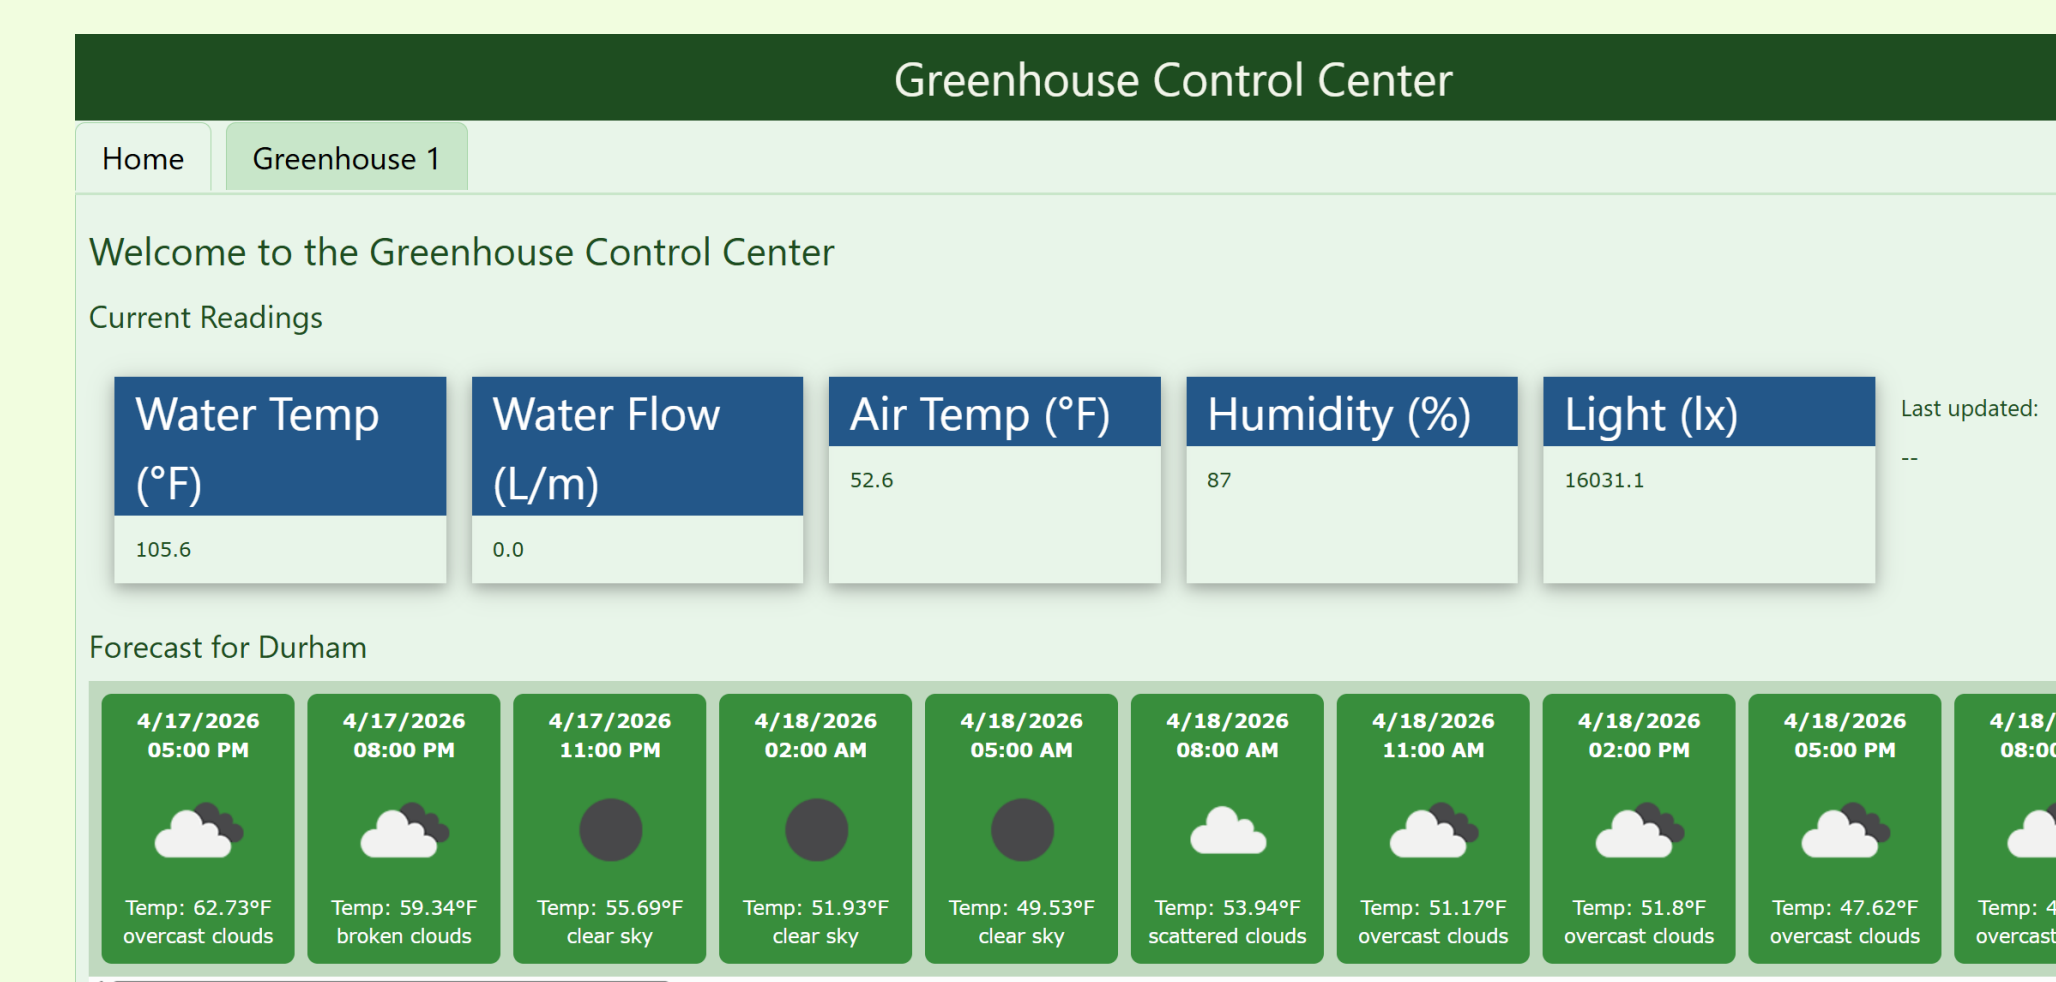 Greenhouse Control Center
Home
Greenhouse 1
Welcome to the Greenhouse Control Center
Current Readings
Water Temp
(°F)
105.6
Water Flow
(L/m)
0.0
Air Temp (°F)
52.6
Humidity (%)
87
Light (lx)
16031.1
Last updated:
--
Forecast for Durham
4/17/2026
05:00 PM
Temp: 62.73°F
overcast clouds
4/17/2026
08:00 PM
Temp: 59.34°F
broken clouds
4/17/2026
11:00 PM
Temp: 55.69°F
clear sky
4/18/2026
02:00 AM
Temp: 51.93°F
clear sky
4/18/2026
05:00 AM
Temp: 49.53°F
clear sky
4/18/2026
08:00 AM
Temp: 53.94°F
scattered clouds
4/18/2026
11:00 AM
Temp: 51.17°F
overcast clouds
4/18/2026
02:00 PM
Temp: 51.8°F
overcast clouds
4/18/2026
05:00 PM
Temp: 47.62°F
overcast clouds
4/18/
08:00
Temp: 4
overcast